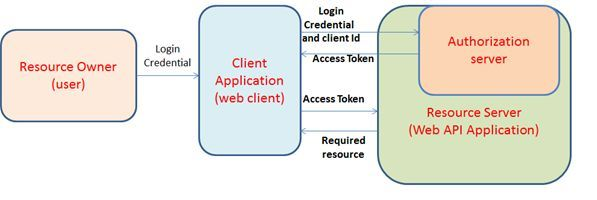 Resource Owner
(user)
Login
Credential
Client
Application
(web client)
Login
Credential
and client Id
Access Token
Access Token
Required
resource
Authorization
server
Resource Server
(Web API Application)